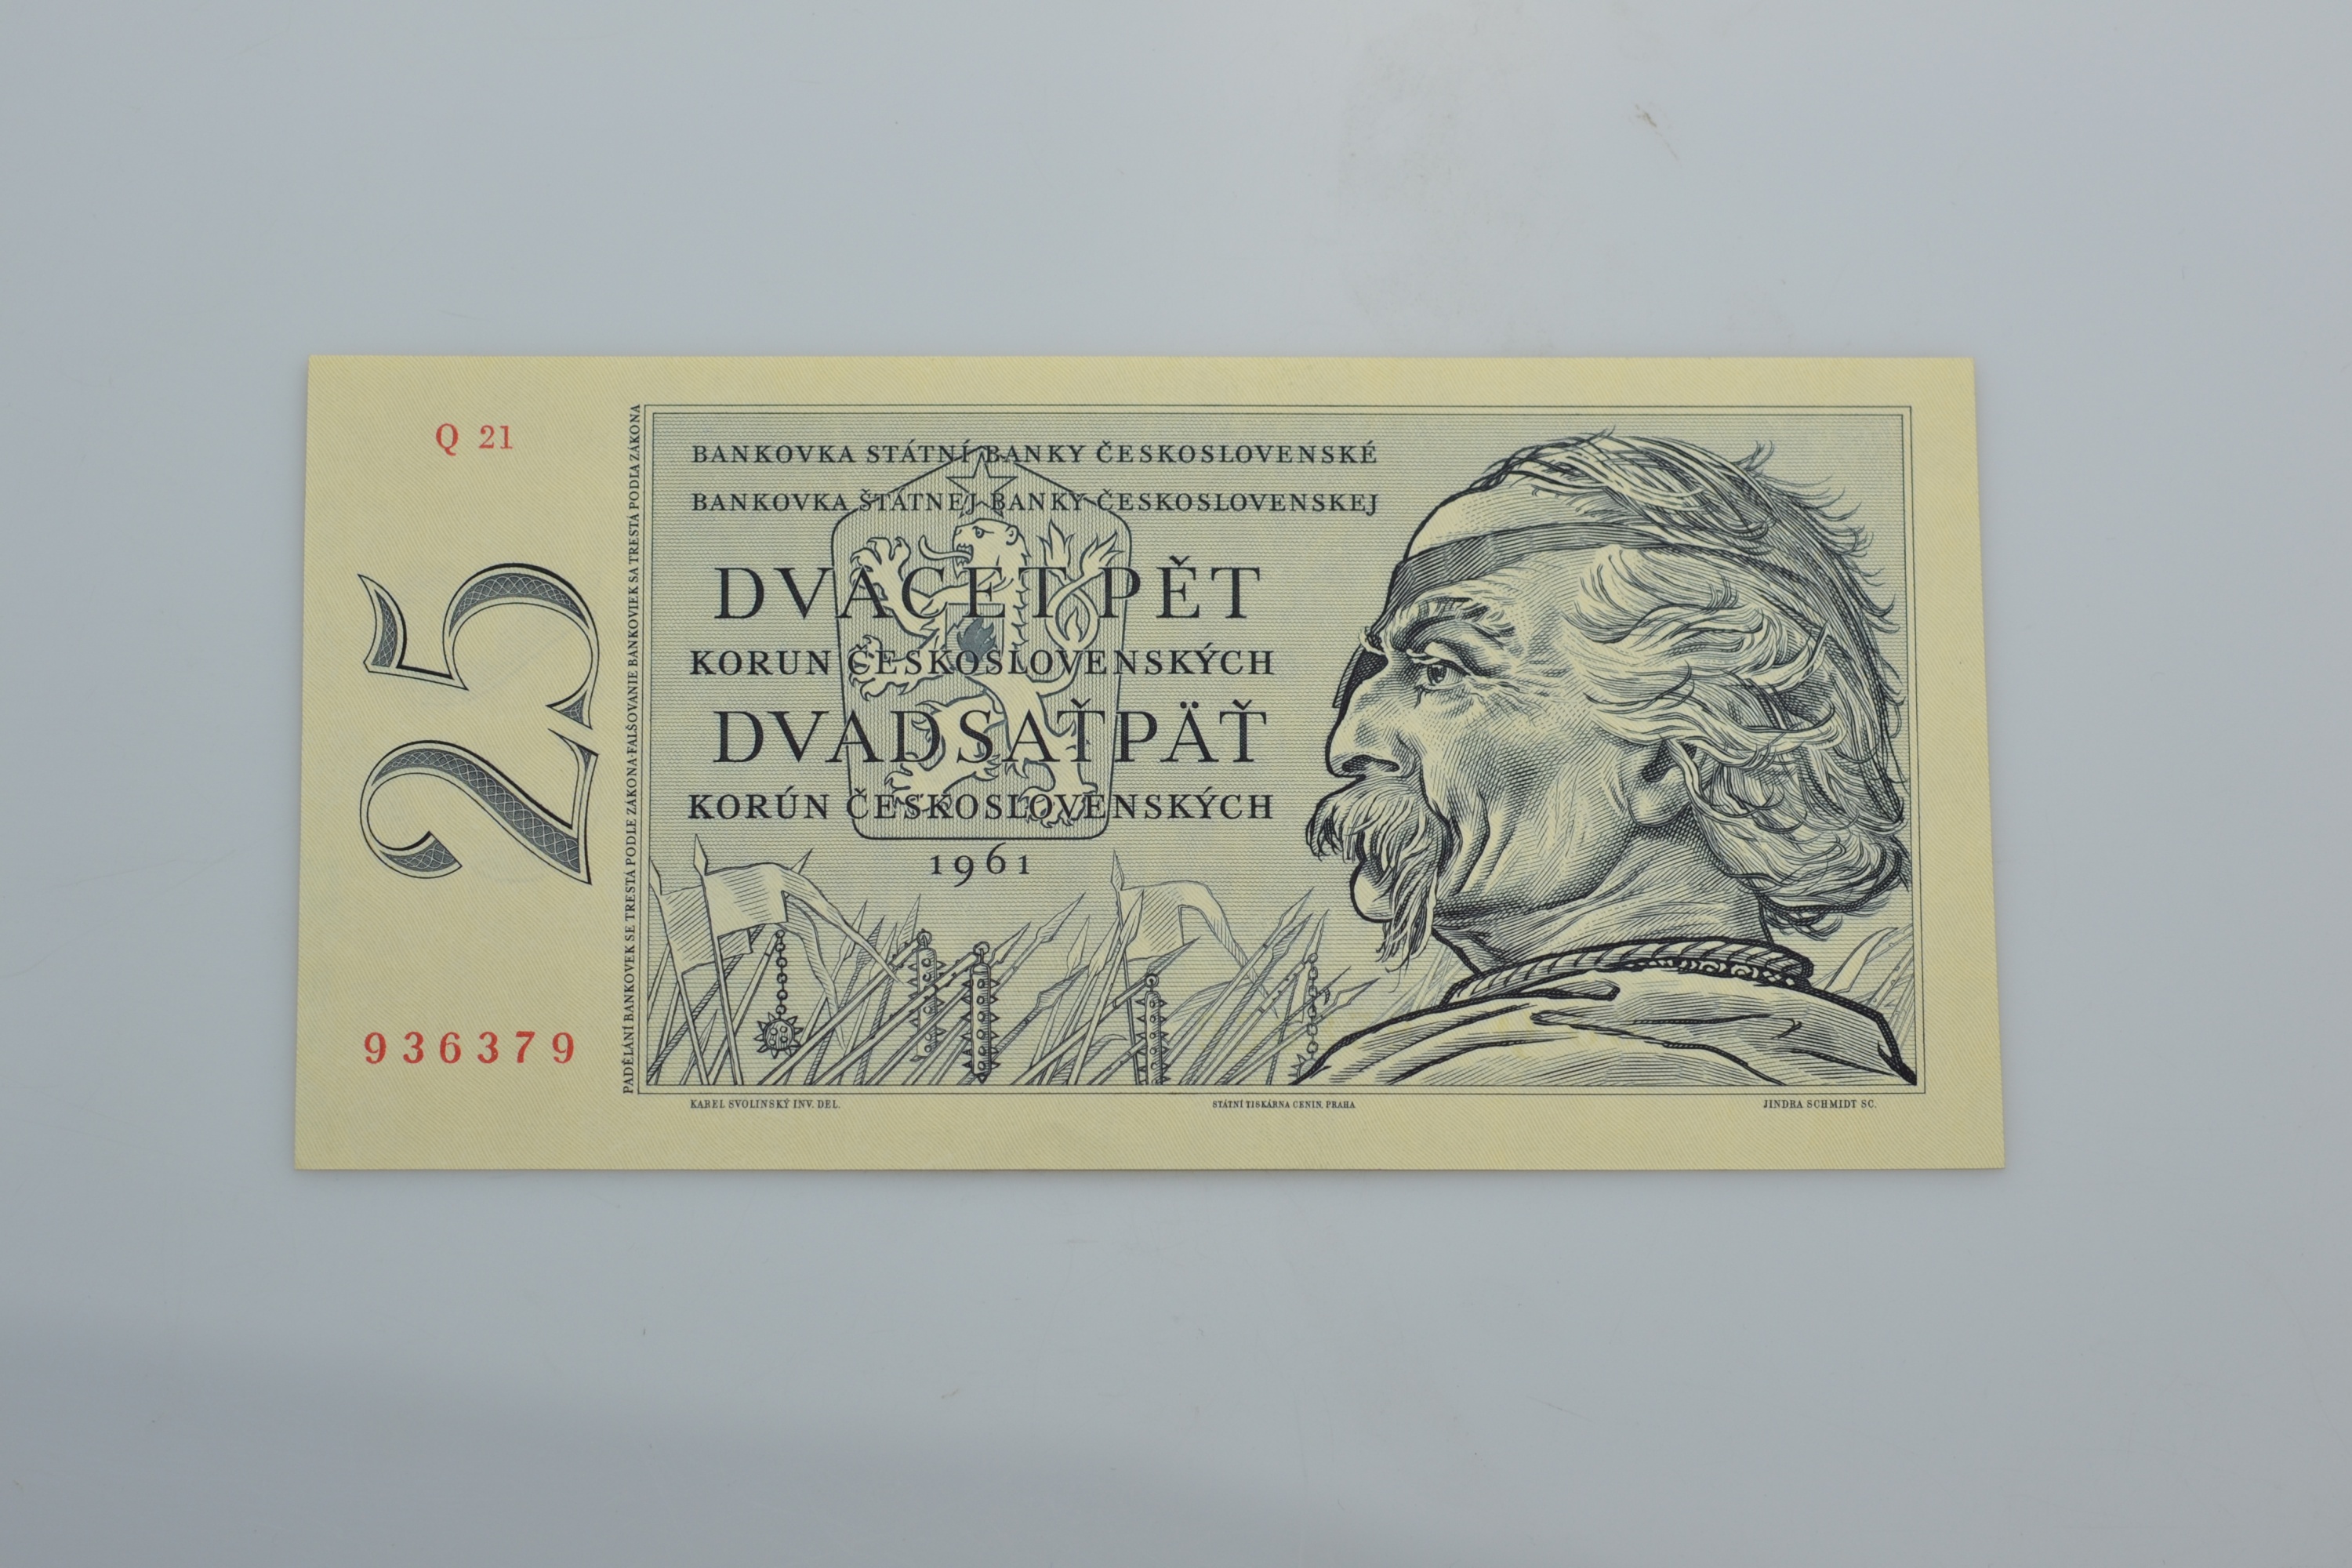 Q 21
25
936379
PADĚLÁNÍ BANKOVEK SE TRESTÁ PODLE ZÁKONA-FALŠOVANIE BANKOVIEK SA TRESTÁ PODĽA ZÁKONA
BANKOVKA STÁTNÍ BANKY ČESKOSLOVENSKÉ
BANKOVKA ŠTÁTNEJ BANKY ČESKOSLOVENSKEJ
DVACET PĚT
KORUN ČESKOSLOVENSKÝCH
DVADSAŤPÄŤ
KORÚN ČESKOSLOVENSKÝCH
1961
KAREL SVOLINSKÝ INV. DEL.
STÁTNÍ TISKÁRNA CENIN, PRAHA
JINDRA SCHMIDT SC.